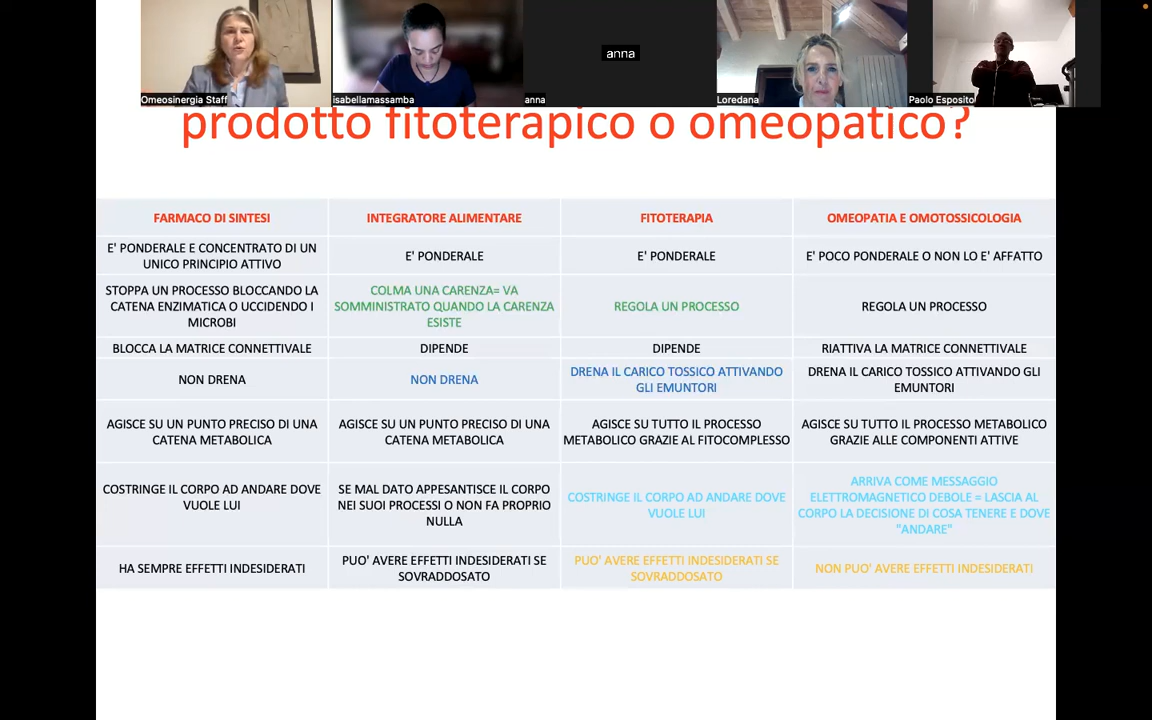 anna
Omeosinergia Staff
isabellamassamba
anna
Loredana
Paolo Esposito
prodotto fitoterapico o omeopatico?
FARMACO DI SINTESI
INTEGRATORE ALIMENTARE
FITOTERAPIA
OMEOPATIA E OMOTOSSICOLOGIA
E' PONDERALE E CONCENTRATO DI UN
UNICO PRINCIPIO ATTIVO
E' PONDERALE
E' PONDERALE
E' POCO PONDERALE O NON LO E' AFFATTO
STOPPA UN PROCESSO BLOCCANDO LA
CATENA ENZIMATICA O UCCIDENDO I
MICROBI
COLMA UNA CARENZA= VA
SOMMINISTRATO QUANDO LA CARENZA
ESISTE
REGOLA UN PROCESSO
REGOLA UN PROCESSO
BLOCCA LA MATRICE CONNETTIVALE
DIPENDE
DIPENDE
RIATTIVA LA MATRICE CONNETTIVALE
NON DRENA
NON DRENA
DRENA IL CARICO TOSSICO ATTIVANDO
GLI EMUNTORI
DRENA IL CARICO TOSSICO ATTIVANDO GLI
EMUNTORI
AGISCE SU UN PUNTO PRECISO DI UNA
CATENA METABOLICA
AGISCE SU UN PUNTO PRECISO DI UNA
CATENA METABOLICA
AGISCE SU TUTTO IL PROCESSO
METABOLICO GRAZIE AL FITOCOMPLESSO
AGISCE SU TUTTO IL PROCESSO METABOLICO
GRAZIE ALLE COMPONENTI ATTIVE
COSTRINGE IL CORPO AD ANDARE DOVE
VUOLE LUI
SE MAL DATO APPESANTISCE IL CORPO
NEI SUOI PROCESSI O NON FA PROPRIO
NULLA
COSTRINGE IL CORPO AD ANDARE DOVE
VUOLE LUI
ARRIVA COME MESSAGGIO
ELETTROMAGNETICO DEBOLE = LASCIA AL
CORPO LA DECISIONE DI COSA TENERE E DOVE
"ANDARE"
HA SEMPRE EFFETTI INDESIDERATI
PUO' AVERE EFFETTI INDESIDERATI SE
SOVRADDOSATO
PUO' AVERE EFFETTI INDESIDERATI SE
SOVRADDOSATO
NON PUO' AVERE EFFETTI INDESIDERATI